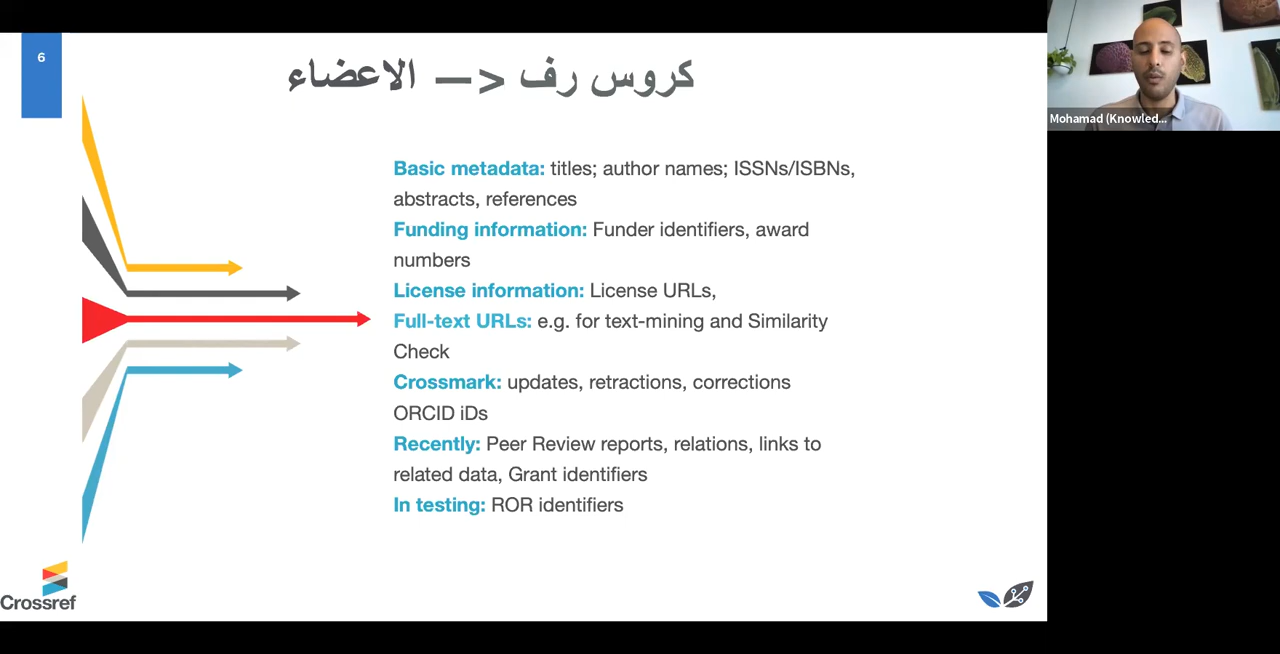 6
كروس رف <— الاعضاء
Basic metadata: titles; author names; ISSNs/ISBNs,
abstracts, references
Funding information: Funder identifiers, award
numbers
License information: License URLs,
Full-text URLs: e.g. for text-mining and Similarity
Check
Crossmark: updates, retractions, corrections
ORCID iDs
Recently: Peer Review reports, relations, links to
related data, Grant identifiers
In testing: ROR identifiers
Crossref
Mohamad (Knowled...